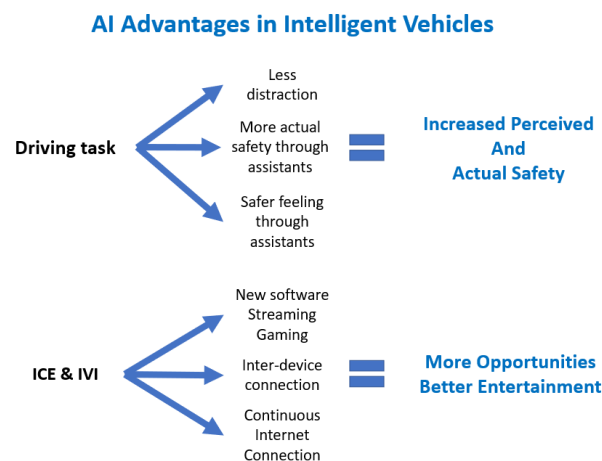 AI Advantages in Intelligent Vehicles
Driving task
Less
distraction
More actual
safety through
assistants
Safer feeling
through
assistants
Increased Perceived
And
Actual Safety
ICE & IVI
New software
Streaming
Gaming
Inter-device
connection
Continuous
Internet
Connection
More Opportunities
Better Entertainment